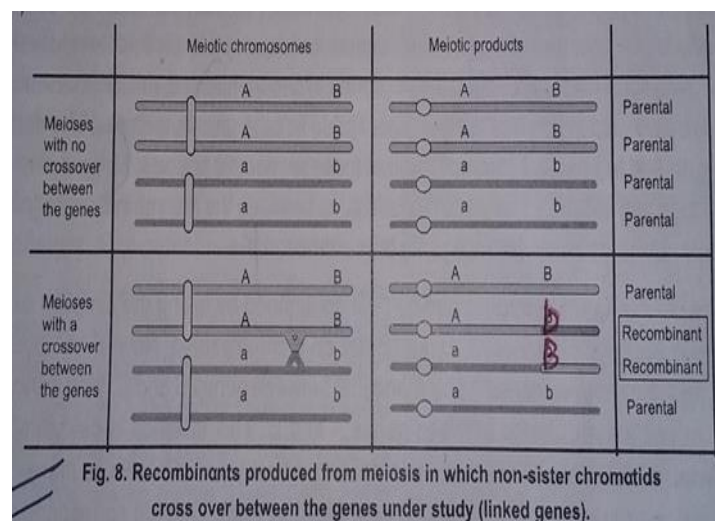 Meiotic chromosomes Meiotic products
A B A B Parental
Meioses
with no
crossover
between
the genes
A B A B Parental
a b a b Parental
a b a b Parental
Meioses
with a
crossover
between
the genes
A B A B Parental
A B A b Recombinant
a b a B Recombinant
a b a b Parental
Fig. 8. Recombinants produced from meiosis in which non-sister chromatids
cross over between the genes under study (linked genes).